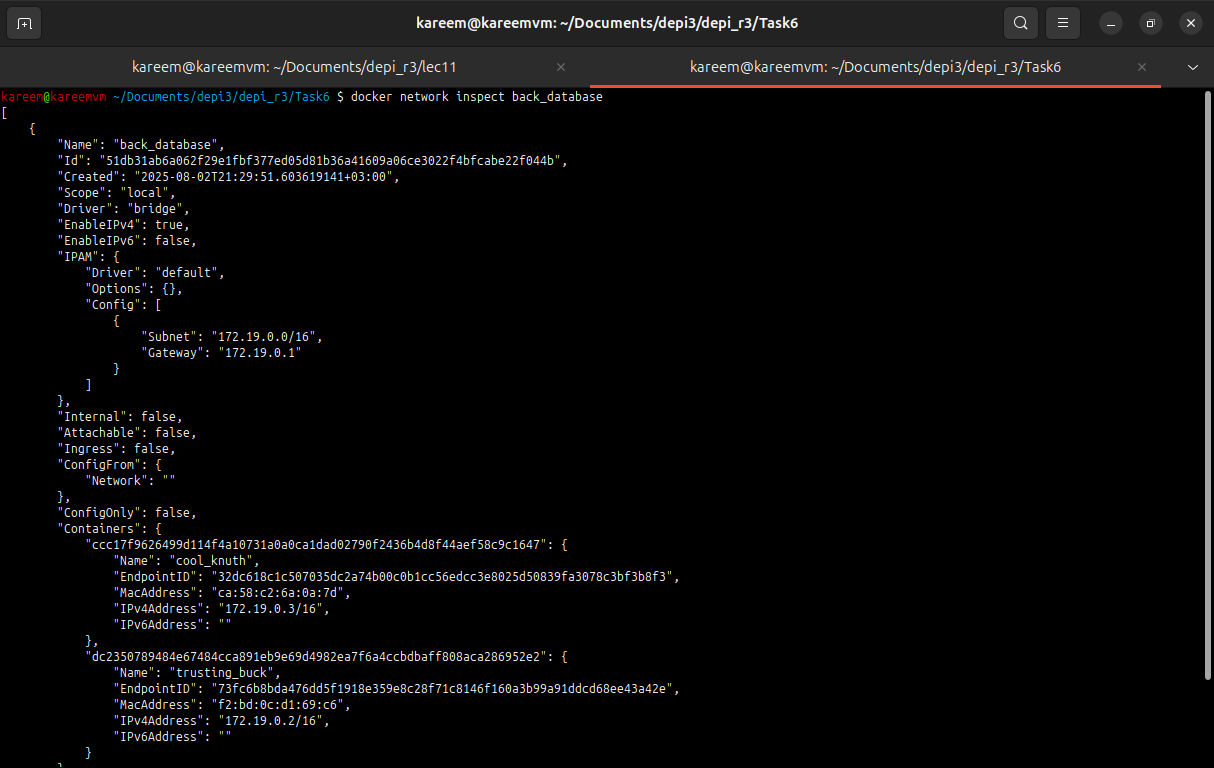 kareem@kareemvm: ~/Documents/depi3/depi_r3/Task6
kareem@kareemvm: ~/Documents/depi_r3/lec11
kareem@kareemvm: ~/Documents/depi3/depi_r3/Task6
kareem@kareemvm ~/Documents/depi3/depi_r3/Task6 $ docker network inspect back_database
[
    {
        "Name": "back_database",
        "Id": "51db31ab6a062f29e1fbf377ed05d81b36a41609a06ce3022f4bfcabe22f044b",
        "Created": "2025-08-02T21:29:51.603619141+03:00",
        "Scope": "local",
        "Driver": "bridge",
        "EnableIPv4": true,
        "EnableIPv6": false,
        "IPAM": {
            "Driver": "default",
            "Options": {},
            "Config": [
                {
                    "Subnet": "172.19.0.0/16",
                    "Gateway": "172.19.0.1"
                }
            ]
        },
        "Internal": false,
        "Attachable": false,
        "Ingress": false,
        "ConfigFrom": {
            "Network": ""
        },
        "ConfigOnly": false,
        "Containers": {
            "ccc17f9626499d114f4a10731a0a0ca1dad02790f2436b4d8f44aef58c9c1647": {
                "Name": "cool_knuth",
                "EndpointID": "32dc618c1c507035dc2a74b00c0b1cc56edcc3e8025d50839fa3078c3bf3b8f3",
                "MacAddress": "ca:58:c2:6a:0a:7d",
                "IPv4Address": "172.19.0.3/16",
                "IPv6Address": ""
            },
            "dc2350789484e67484cca891eb9e69d4982ea7f6a4ccbdbaff808aca286952e2": {
                "Name": "trusting_buck",
                "EndpointID": "73fc6b8bda476dd5f1918e359e8c28f71c8146f160a3b99a91ddcd68ee43a42e",
                "MacAddress": "f2:bd:0c:d1:69:c6",
                "IPv4Address": "172.19.0.2/16",
                "IPv6Address": ""
            }